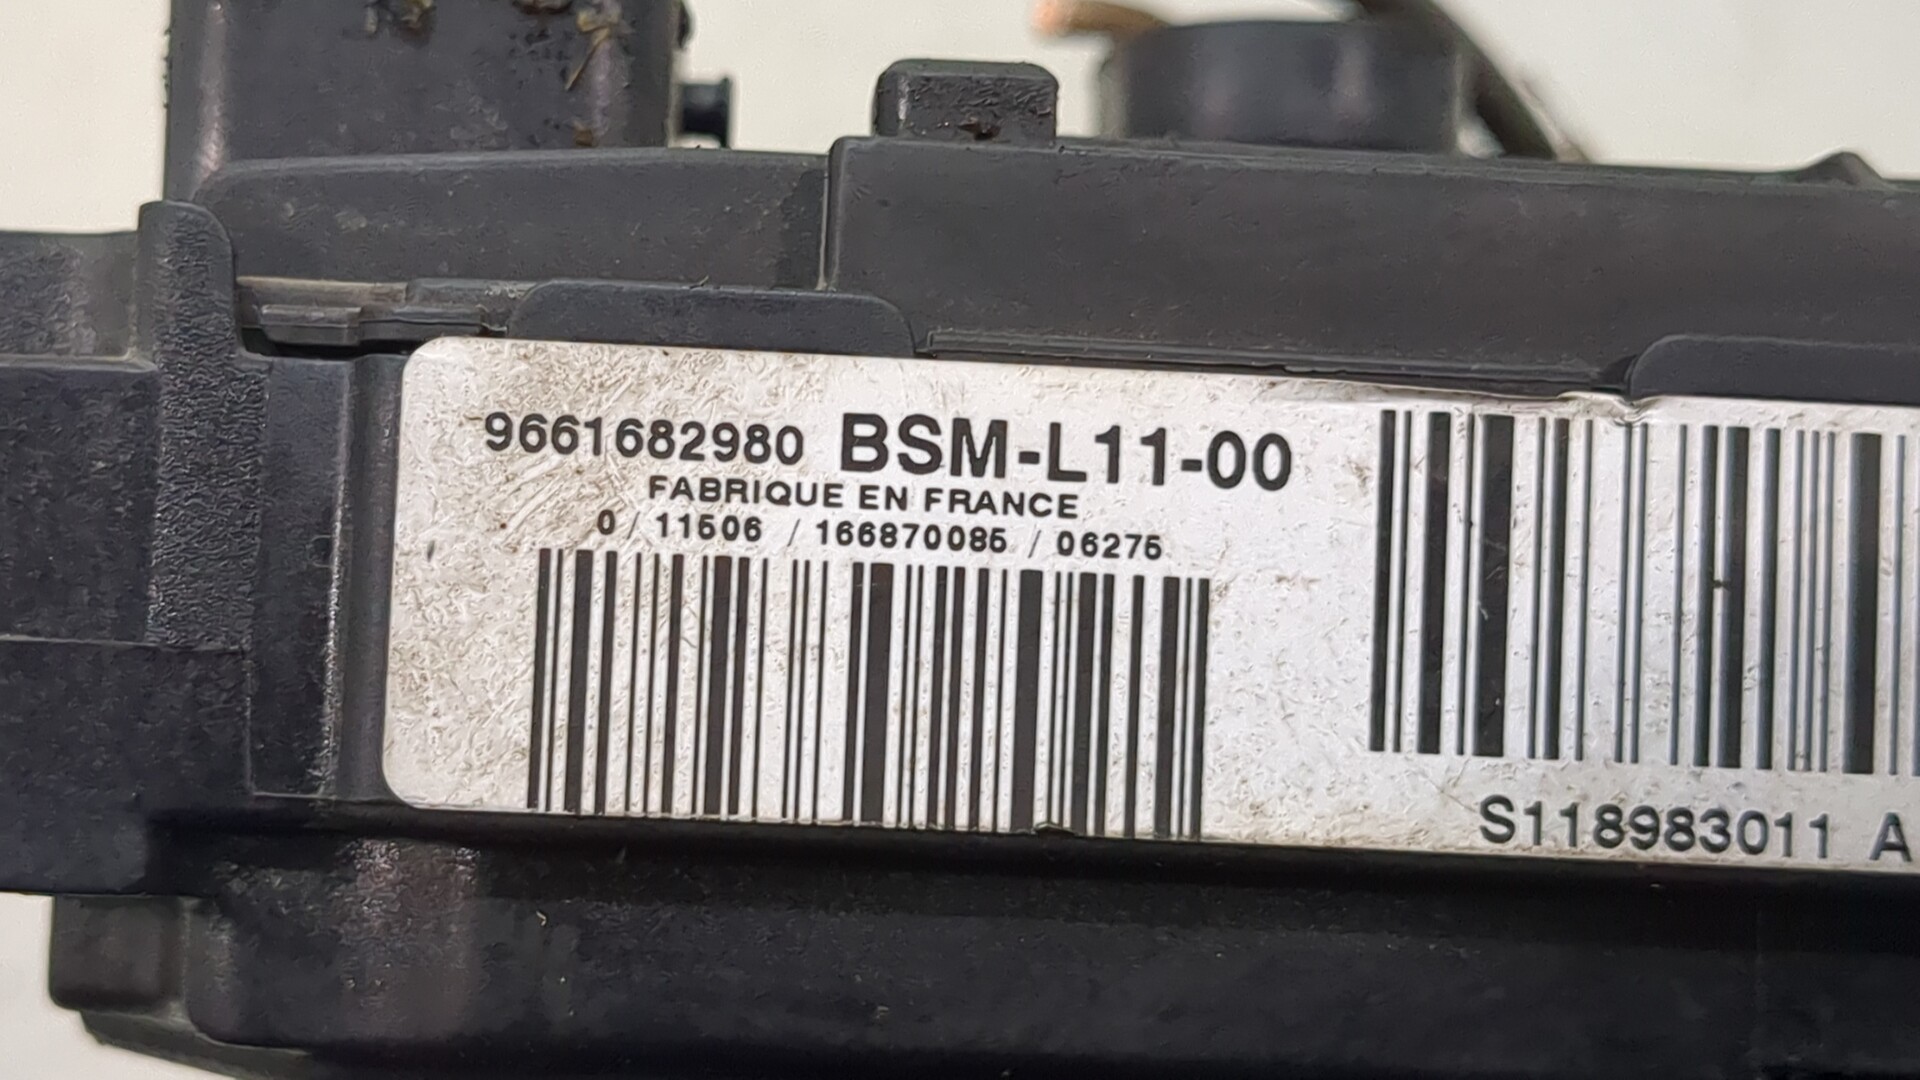 9661682980 BSM-L11-00
FABRIQUE EN FRANCE
0 / 11506 / 166870085 / 06275
S118983011 A